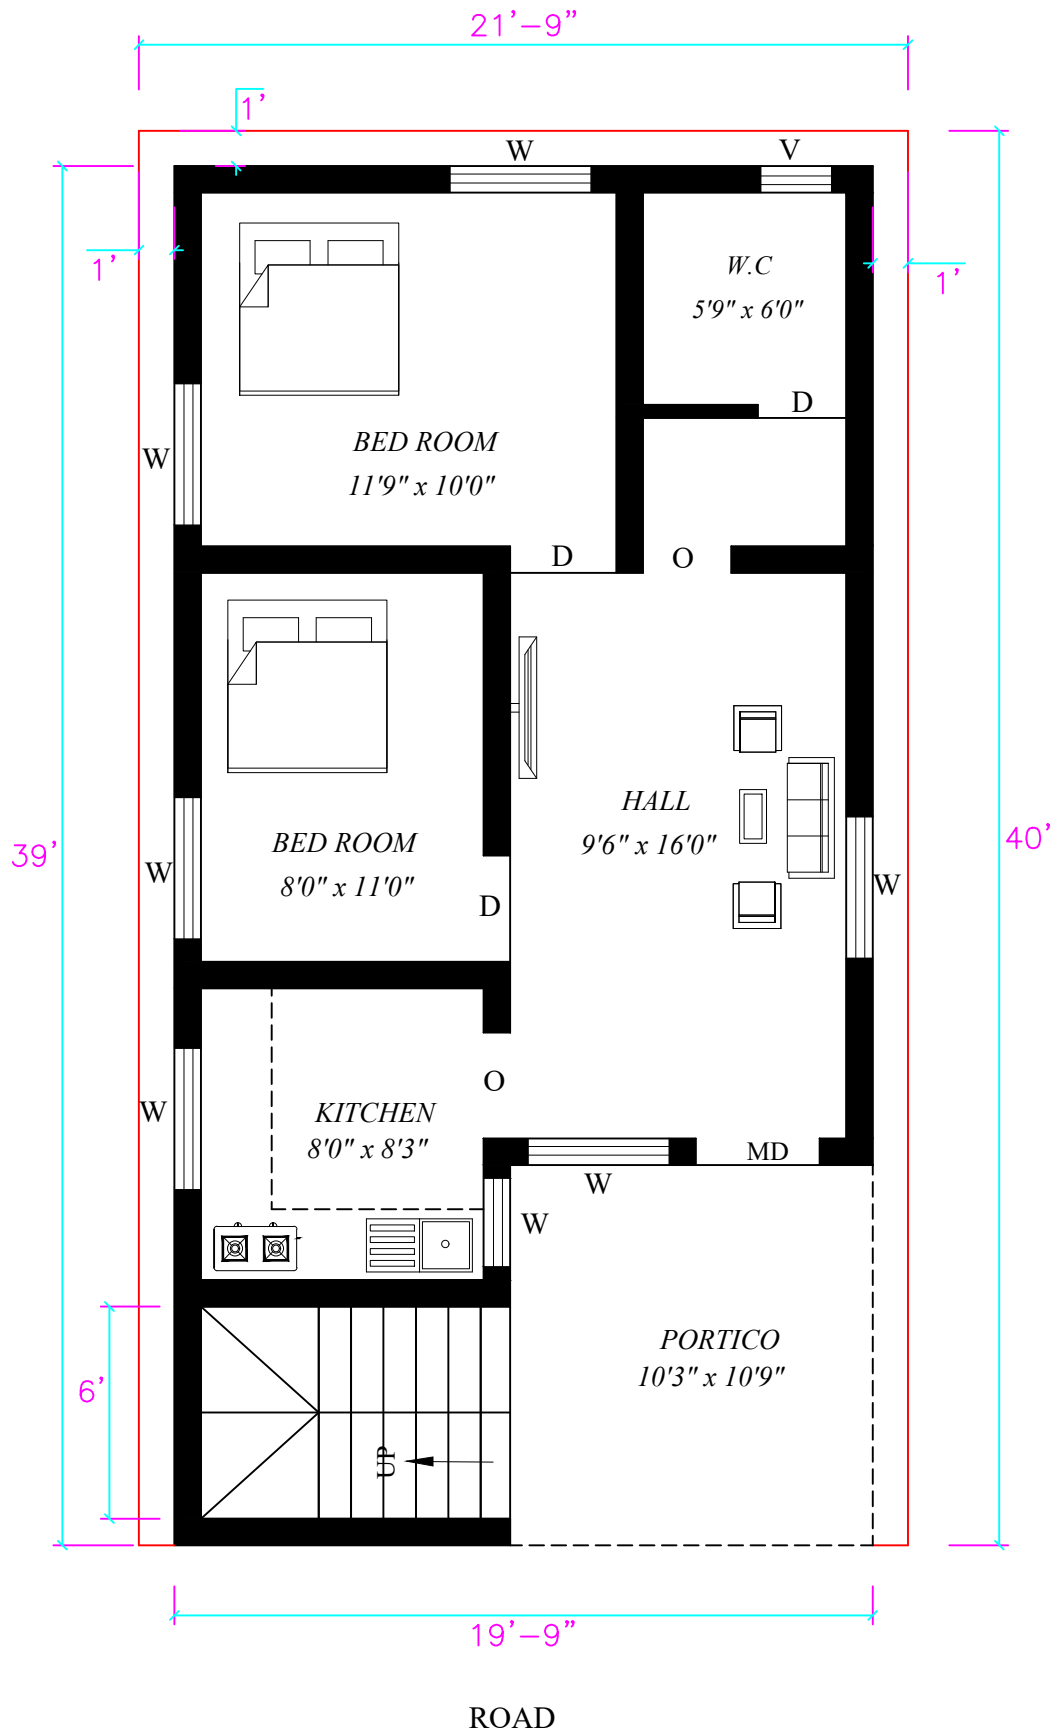 21'-9"
1'
W
V
1'
1'
W.C
5'9" x 6'0"
D
BED ROOM
11'9" x 10'0"
W
D
O
HALL
9'6" x 16'0"
39'
40'
BED ROOM
8'0" x 11'0"
W
W
D
O
KITCHEN
8'0" x 8'3"
W
MD
W
W
PORTICO
10'3" x 10'9"
6'
UP
19'-9"
ROAD